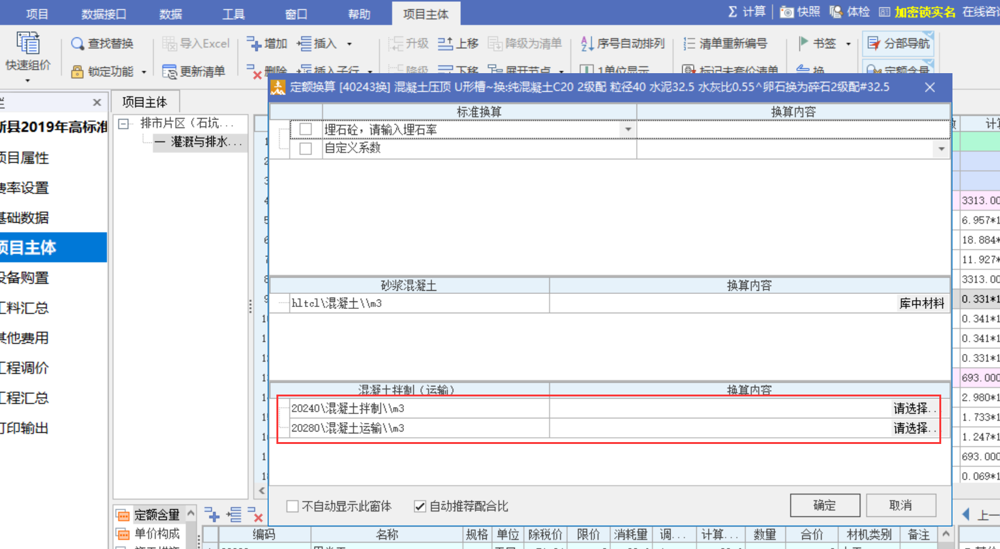 项目 数据接口 数据 工具 窗口 帮助 项目主体 Σ 计算 快照 体检 加密锁实名 在线咨
快速组价 查找替换 导入Excel 增加 插入 升级 上移 降级为清单 序号自动排列 清单重新编号 书签 分部导航
锁定功能 更新清单 删除 插入子行 降级 下移 展开节点 1单位显示 标记未套价清单 换 定额含量
栏 ×
新县2019年高标准
项目属性
费率设置
基础数据
项目主体
设备购置
工料汇总
其他费用
工程调价
工程汇总
打印输出
项目主体
排市片区（石坑...
一 灌溉与排水...
定额换算 [40243换] 混凝土压顶 U形槽~换:纯混凝土C20 2级配 粒径40 水泥32.5 水灰比0.55^卵石换为碎石2级配#32.5
标准换算 换算内容
埋石砼，请输入埋石率
自定义系数
砂浆混凝土 换算内容
hltcl\混凝土\\m3 库中材料
混凝土拌制（运输） 换算内容
20240\混凝土拌制\\m3 请选择..
20280\混凝土运输\\m3 请选择..
不自动显示此窗体 自动推荐配合比 确定 取消
数 计算
3313.00
6.957*1
18.884*
11.927*
3313.00
0.331*1
0.341*1
0.341*1
0.331*1
693.000
2.980*1
1.733*1
1.247*1
693.000
0.069*1
定额含量
单价构成
上一
编码 名称 规格 单位 除税价 限价 消耗量 调... 计算... 数量 合价 材机类别 备注